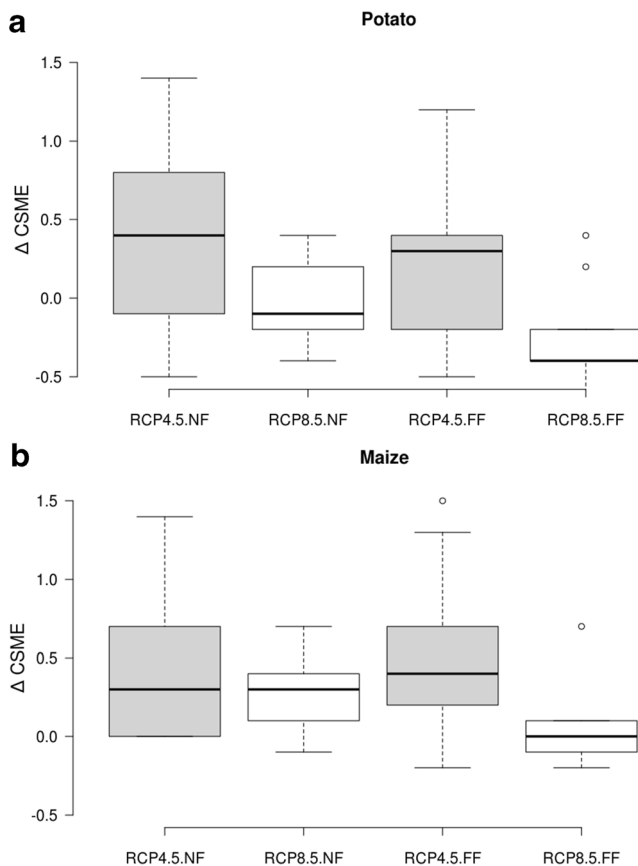 a
Potato
1.5
1.0
0.5
0.0
-0.5
Δ CSME
RCP4.5.NF RCP8.5.NF RCP4.5.FF RCP8.5.FF
b
Maize
1.5
1.0
0.5
0.0
-0.5
Δ CSME
RCP4.5.NF RCP8.5.NF RCP4.5.FF RCP8.5.FF